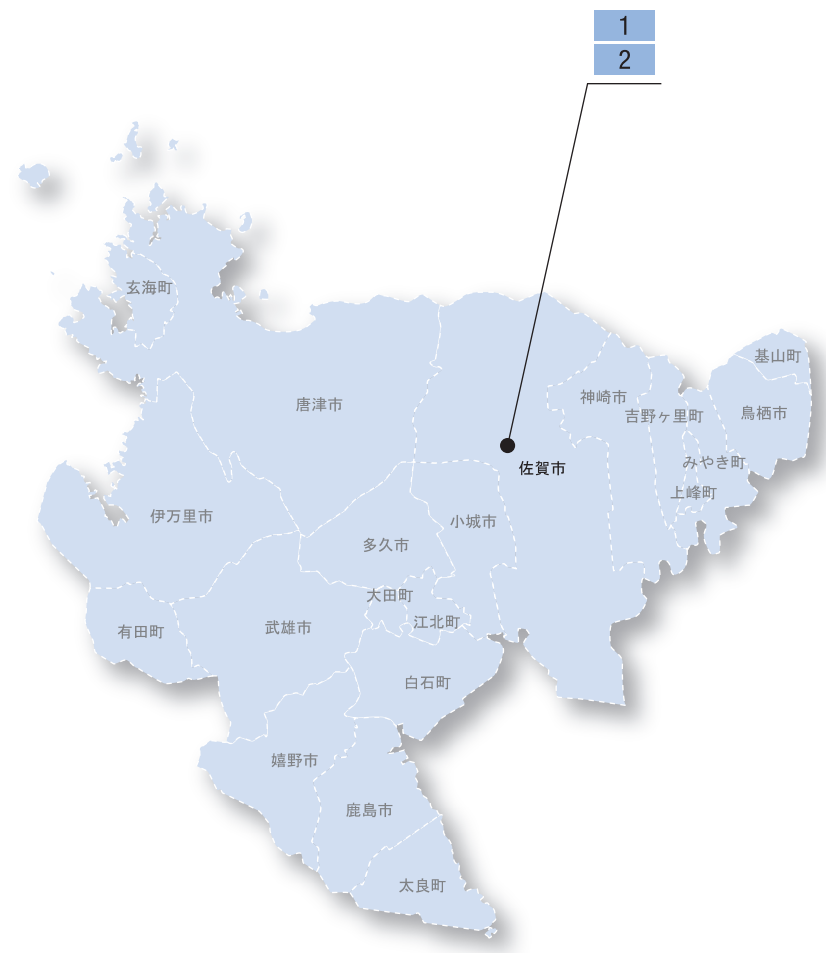 1
2
玄海町
基山町
神崎市
唐津市
吉野ヶ里町
鳥栖市
みやき町
佐賀市
上峰町
伊万里市
小城市
多久市
大田町
江北町
有田町
武雄市
白石町
嬉野市
鹿島市
太良町